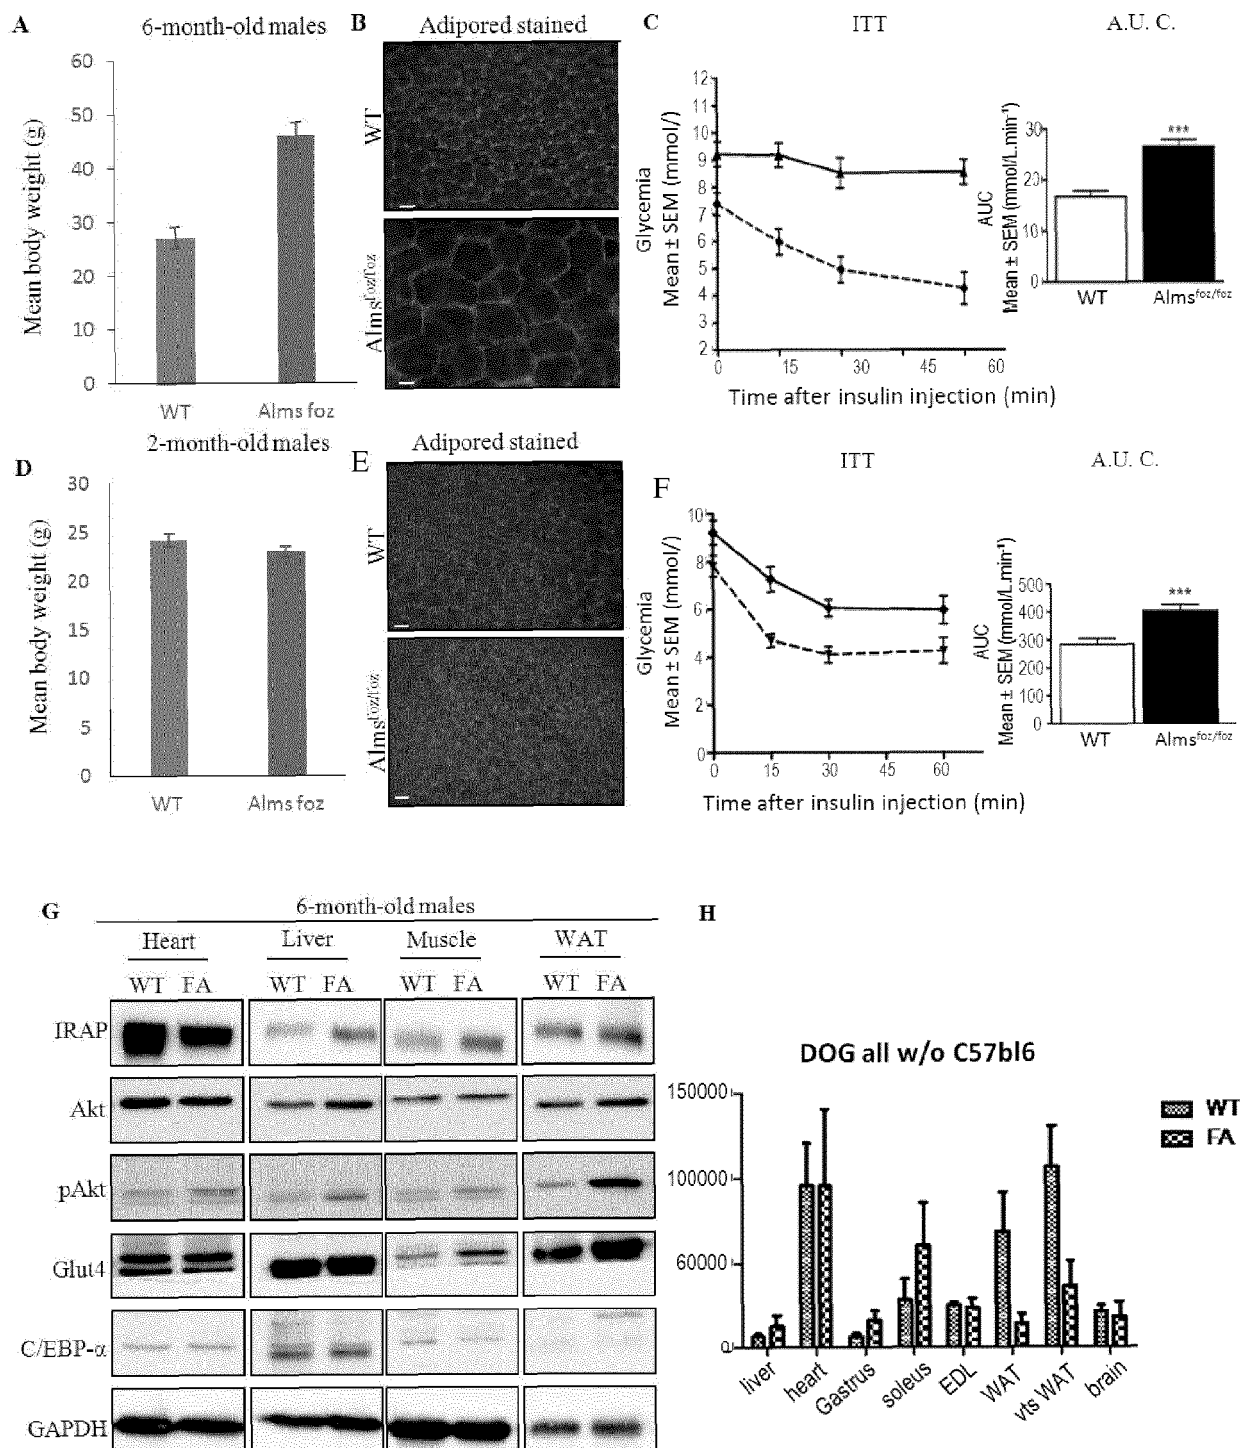 A
6-month-old males
Mean body weight (g)
60
50
40
30
20
10
0
WT
Alms foz
B
Adipored stained
WT
Alms foz/foz
C
ITT
A.U. C.
Glycemia
Mean ± SEM (mmol/)
12
11
10
9
8
7
6
5
4
3
2
0 15 30 45 60
Time after insulin injection (min)
AUC
Mean ± SEM (mmol/L.min-1)
30
20
10
0
***
WT
Alms foz/foz
D
2-month-old males
Mean body weight (g)
30
25
20
15
10
5
0
WT
Alms foz
E
Adipored stained
WT
Alms foz/foz
F
ITT
A.U. C.
Glycemia
Mean ± SEM (mmol/)
10
8
6
4
2
0
0 15 30 45 60
Time after insulin injection (min)
AUC
Mean ± SEM (mmol/L.min-1)
500
400
300
200
100
0
***
WT
Alms foz/foz
G
6-month-old males
Heart Liver Muscle WAT
WT FA WT FA WT FA WT FA
IRAP
Akt
pAkt
Glut4
C/EBP-α
GAPDH
H
DOG all w/o C57bl6
150000
100000
60000
0
WT
FA
liver
heart
Gastrus
soleus
EDL
WAT
vts WAT
brain